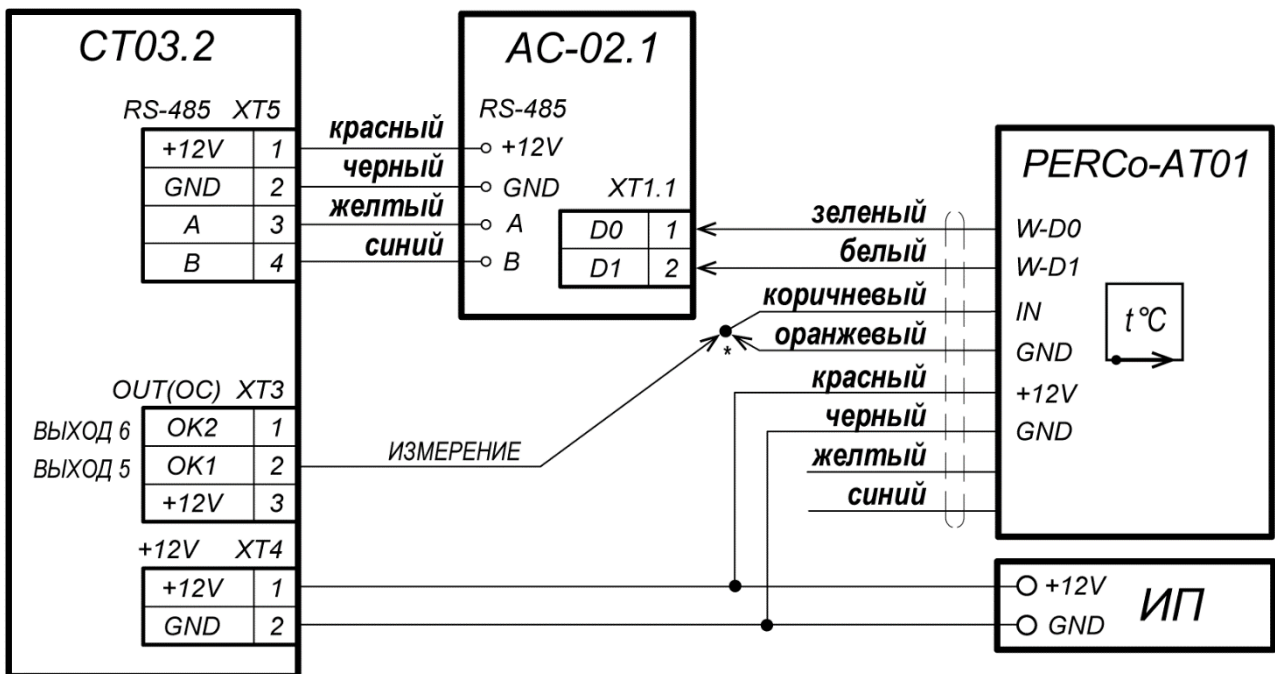 CT03.2
RS-485 XT5
+12V 1
GND 2
A 3
B 4
OUT(OC) XT3
ВЫХОД 6 OK2 1
ВЫХОД 5 OK1 2
+12V 3
+12V XT4
+12V 1
GND 2
красный
черный
желтый
синий
AC-02.1
RS-485
+12V
GND
A
B
XT1.1
D0 1
D1 2
ИЗМЕРЕНИЕ
*
зеленый
белый
коричневый
оранжевый
красный
черный
желтый
синий
PERCo-AT01
W-D0
W-D1
IN
GND
+12V
GND
t°C
+12V
GND
ИП